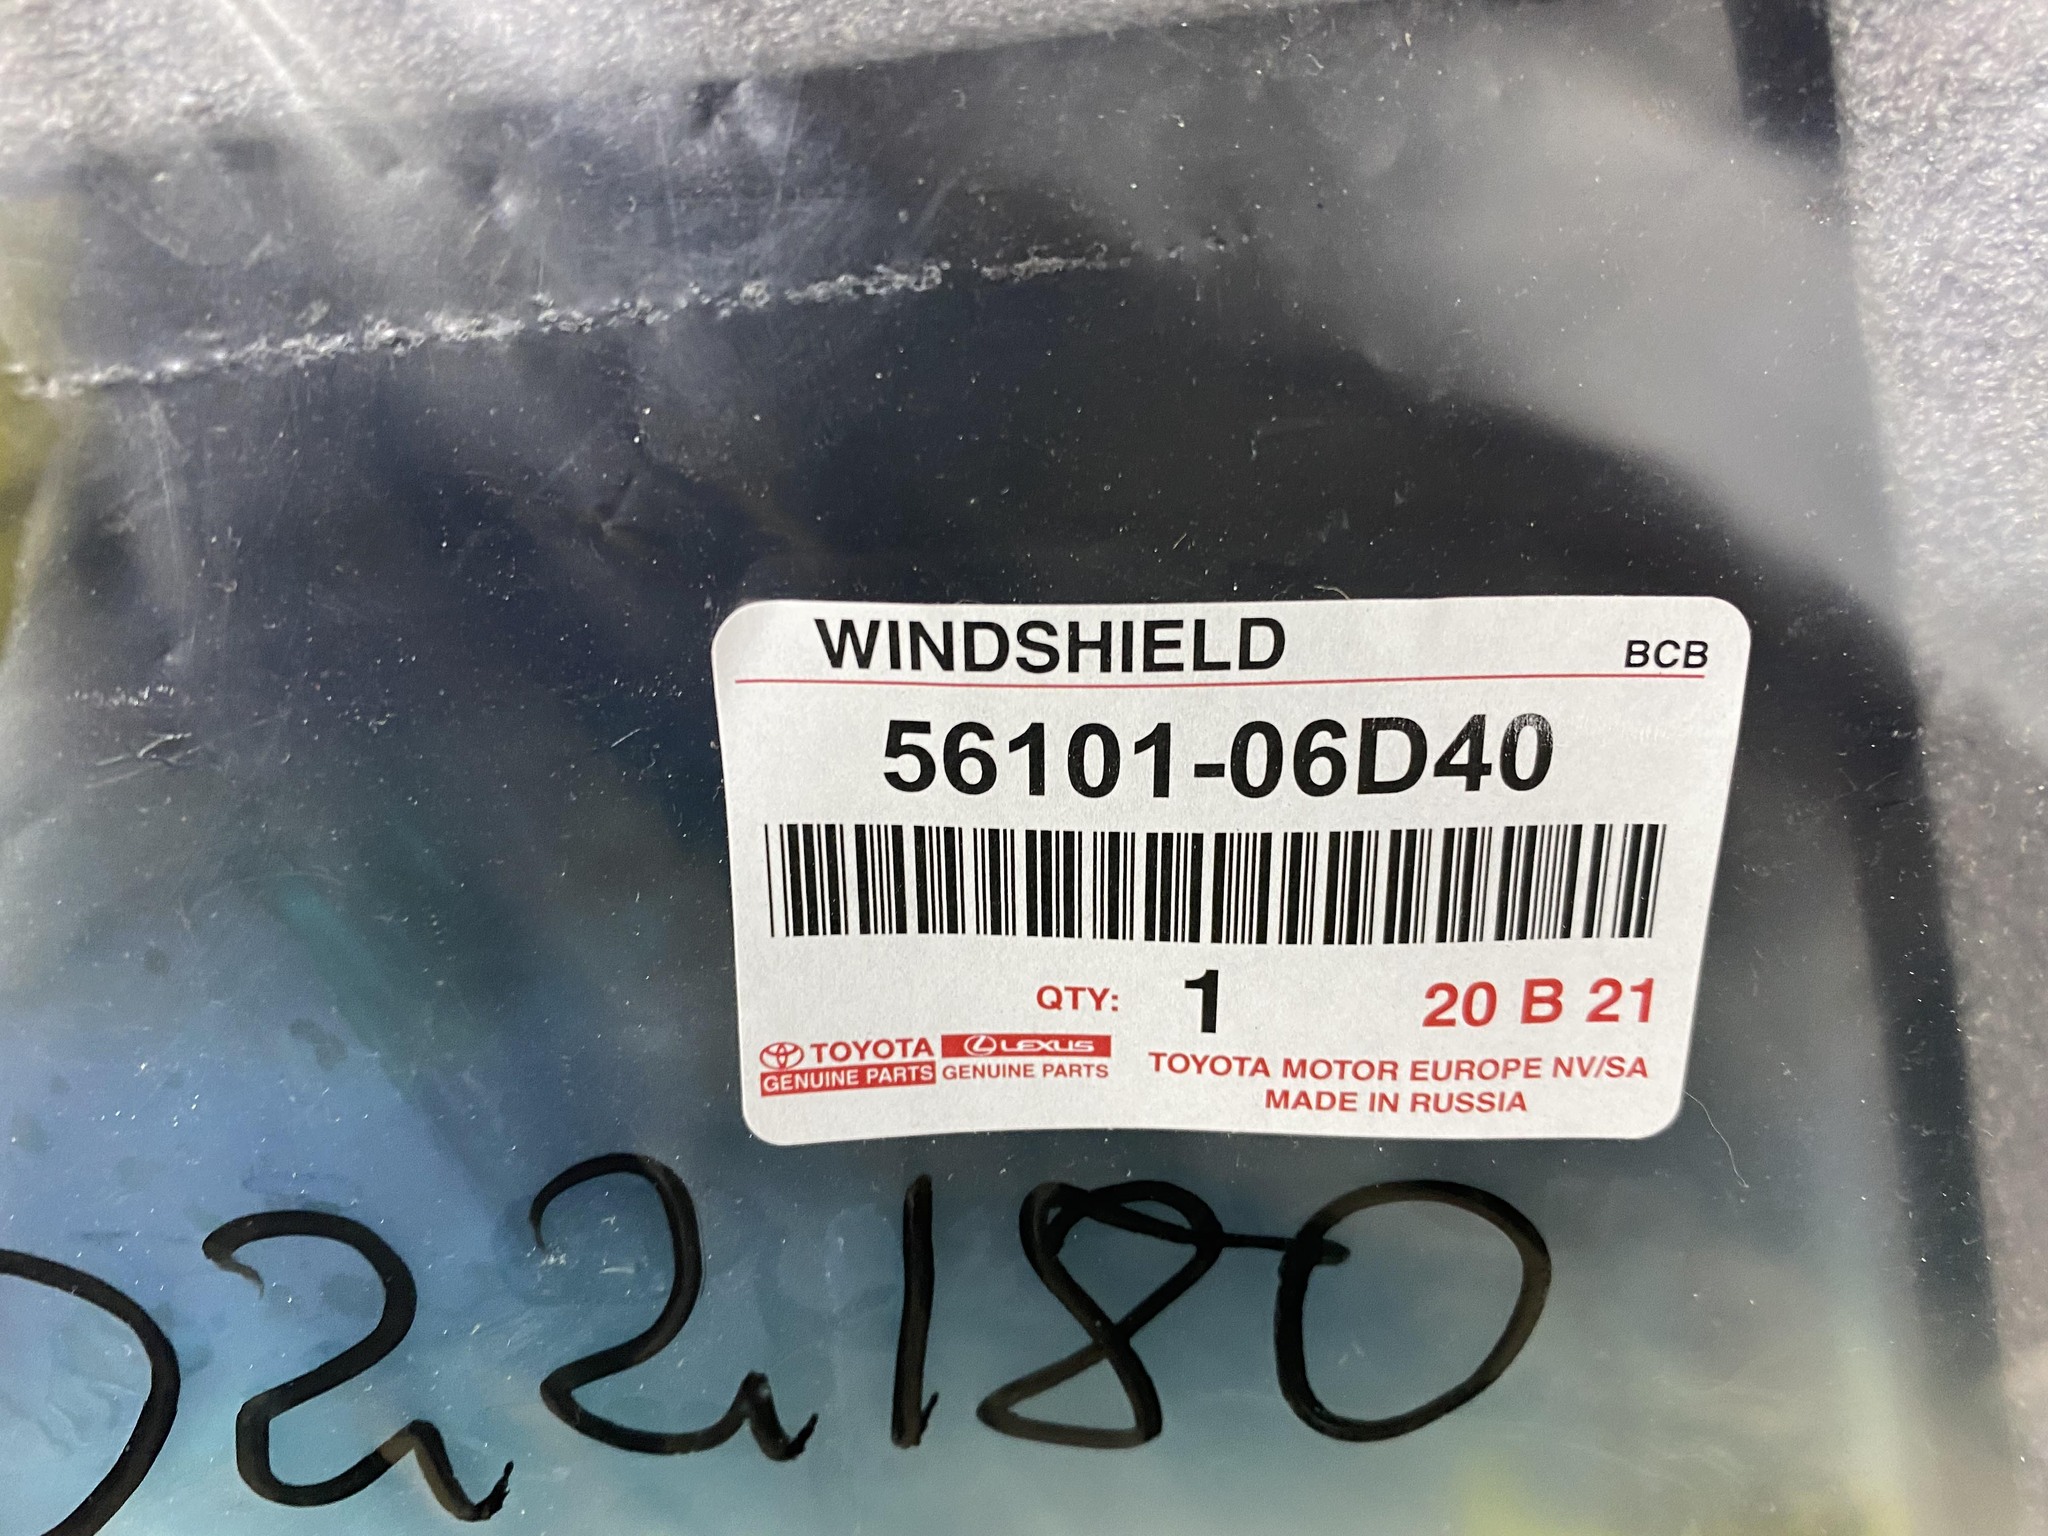 WINDSHIELD BCB
56101-06D40
QTY: 1 20 B 21
TOYOTA LEXUS
GENUINE PARTS GENUINE PARTS
TOYOTA MOTOR EUROPE NV/SA
MADE IN RUSSIA
22180